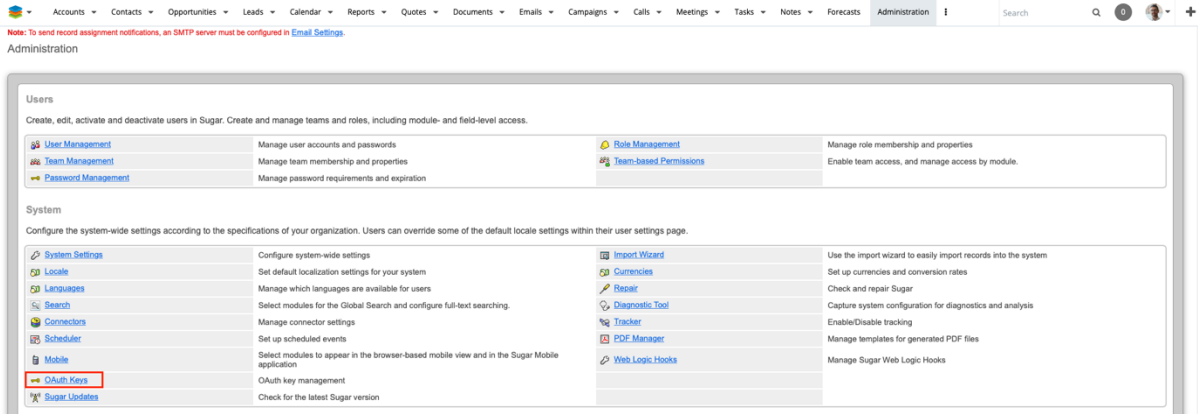 Accounts Contacts Opportunities Leads Calendar Reports Quotes Documents Emails Campaigns Calls Meetings Tasks Notes Forecasts Administration Search 0
Note: To send record assignment notifications, an SMTP server must be configured in Email Settings.
Administration
Users
Create, edit, activate and deactivate users in Sugar. Create and manage teams and roles, including module- and field-level access.
User Management Manage user accounts and passwords Role Management Manage role membership and properties
Team Management Manage team membership and properties Team-based Permissions Enable team access, and manage access by module.
Password Management Manage password requirements and expiration
System
Configure the system-wide settings according to the specifications of your organization. Users can override some of the default locale settings within their user settings page.
System Settings Configure system-wide settings Import Wizard Use the import wizard to easily import records into the system
Locale Set default localization settings for your system Currencies Set up currencies and conversion rates
Languages Manage which languages are available for users Repair Check and repair Sugar
Search Select modules for the Global Search and configure full-text searching. Diagnostic Tool Capture system configuration for diagnostics and analysis
Connectors Manage connector settings Tracker Enable/Disable tracking
Scheduler Set up scheduled events PDF Manager Manage templates for generated PDF files
Mobile Select modules to appear in the browser-based mobile view and in the Sugar Mobile Web Logic Hooks Manage Sugar Web Logic Hooks
application
OAuth Keys OAuth key management
Sugar Updates Check for the latest Sugar version